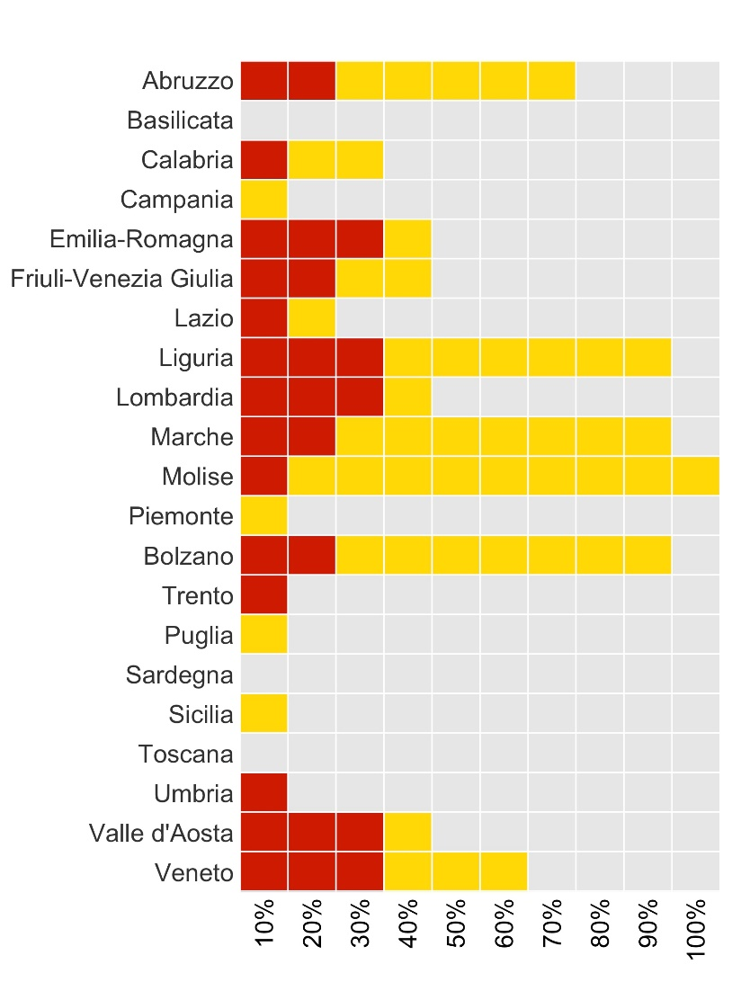 Abruzzo
Basilicata
Calabria
Campania
Emilia-Romagna
Friuli-Venezia Giulia
Lazio
Liguria
Lombardia
Marche
Molise
Piemonte
Bolzano
Trento
Puglia
Sardegna
Sicilia
Toscana
Umbria
Valle d'Aosta
Veneto
10%
20%
30%
40%
50%
60%
70%
80%
90%
100%